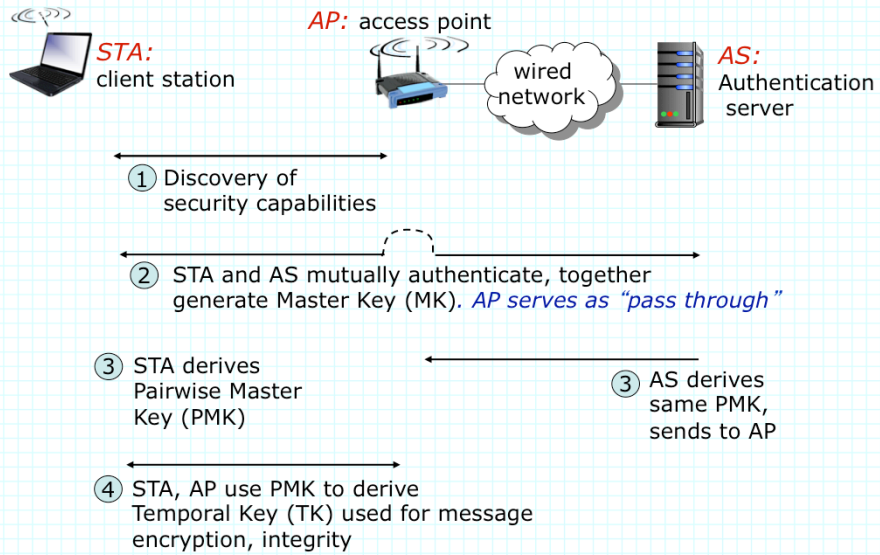 STA:
client station
AP: access point
wired
network
AS:
Authentication
server
1 Discovery of
security capabilities
2 STA and AS mutually authenticate, together
generate Master Key (MK). AP serves as “pass through”
3 STA derives
Pairwise Master
Key (PMK)
3 AS derives
same PMK,
sends to AP
4 STA, AP use PMK to derive
Temporal Key (TK) used for message
encryption, integrity